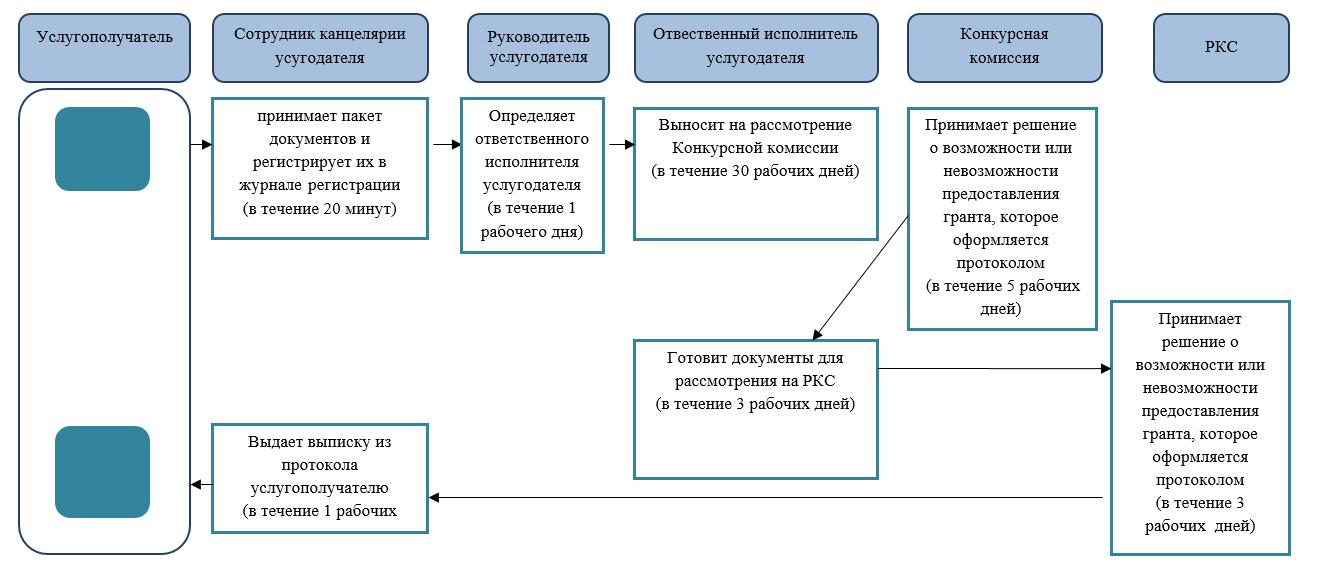 Услугополучатель
Сотрудник канцелярии
усугодателя
Руководитель
услугодателя
Отвественный исполнитель
услугодателя
Конкурсная
комиссия
РКС
принимает пакет
документов и
регистрирует их в
журнале регистрации
(в течение 20 минут)
Определяет
ответственного
исполнителя
услугодателя
(в течение 1
рабочего дня)
Выносит на рассмотрение
Конкурсной комиссии
(в течение 30 рабочих дней)
Принимает решение
о возможности или
невозможности
предоставления
гранта, которое
оформляется
протоколом
(в течение 5 рабочих
дней)
Готовит документы для
рассмотрения на РКС
(в течение 3 рабочих дней)
Принимает
решение о
возможности или
невозможности
предоставления
гранта, которое
оформляется
протоколом
(в течение 3
рабочих дней)
Выдает выписку из
протокола
услугополучателю
(в течение 1 рабочих